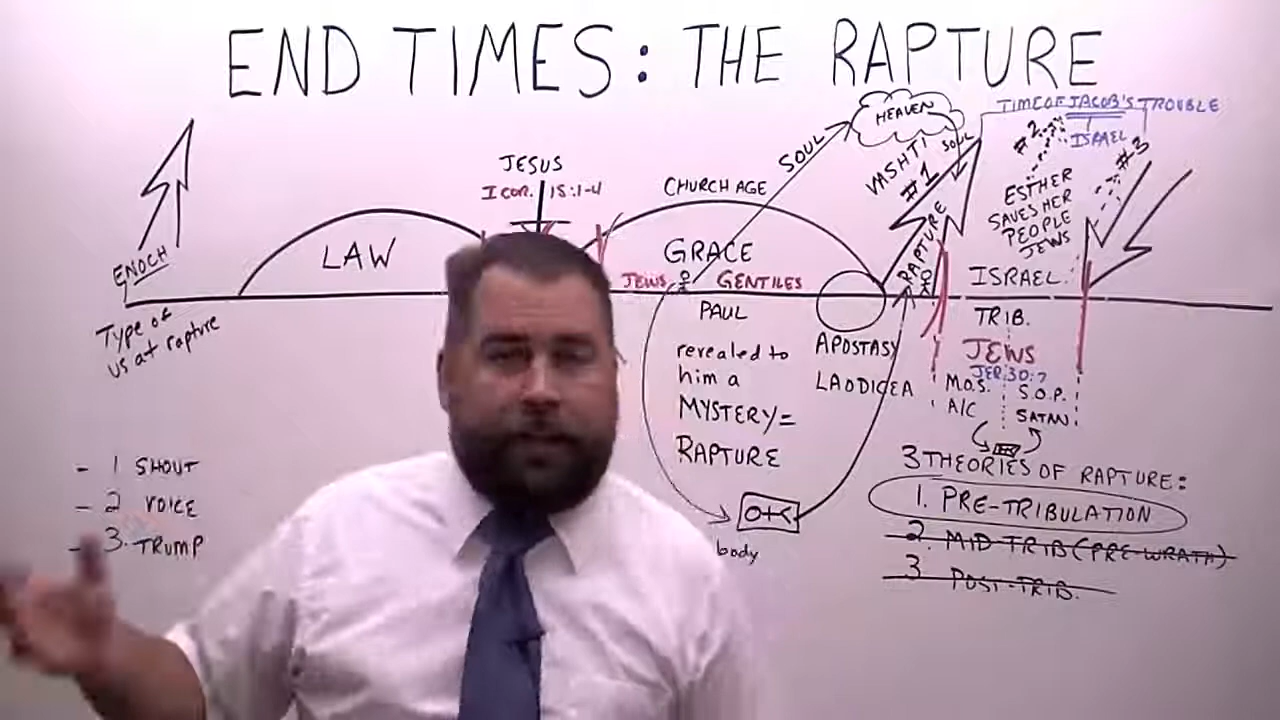 END TIMES: THE RAPTURE
HEAVEN
TIME OF JACOB'S TROUBLE
ISRAEL
#2
#3
SOUL
SOUL
VASHTI
#1
RAPTURE
ESTHER
SAVES HER
PEOPLE
JEWS
JESUS
I COR. 15:1-4
CHURCH AGE
LAW
GRACE
JEWS
GENTILES
ISRAEL
ENOCH
Type of
us at rapture
PAUL
revealed to
him a
MYSTERY=
RAPTURE
APOSTASY
LAODICEA
TRIB.
JEWS
JER. 30:7
M.O.S.
A/C
S.O.P.
SATAN
body
- 1 SHOUT
- 2 VOICE
- 3. TRUMP
3 THEORIES OF RAPTURE:
1. PRE-TRIBULATION
2. MID TRIB (PRE-WRATH)
3 POST-TRIB.